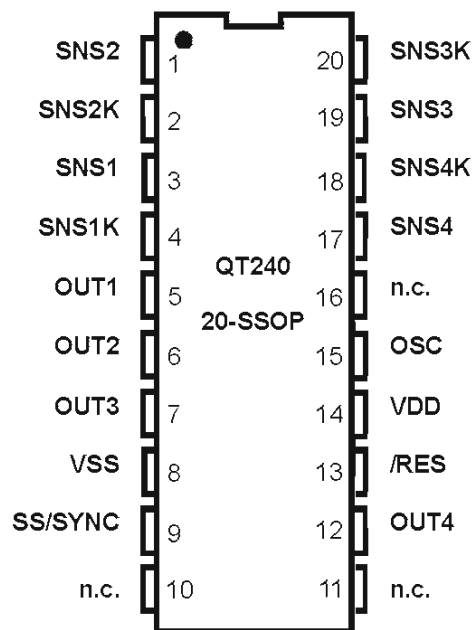 SNS2 1 20 SNS3K
SNS2K 2 19 SNS3
SNS1 3 18 SNS4K
SNS1K 4 17 SNS4
QT240
OUT1 5 16 n.c.
20-SSOP
OUT2 6 15 OSC
OUT3 7 14 VDD
VSS 8 13 /RES
SS/SYNC 9 12 OUT4
n.c. 10 11 n.c.